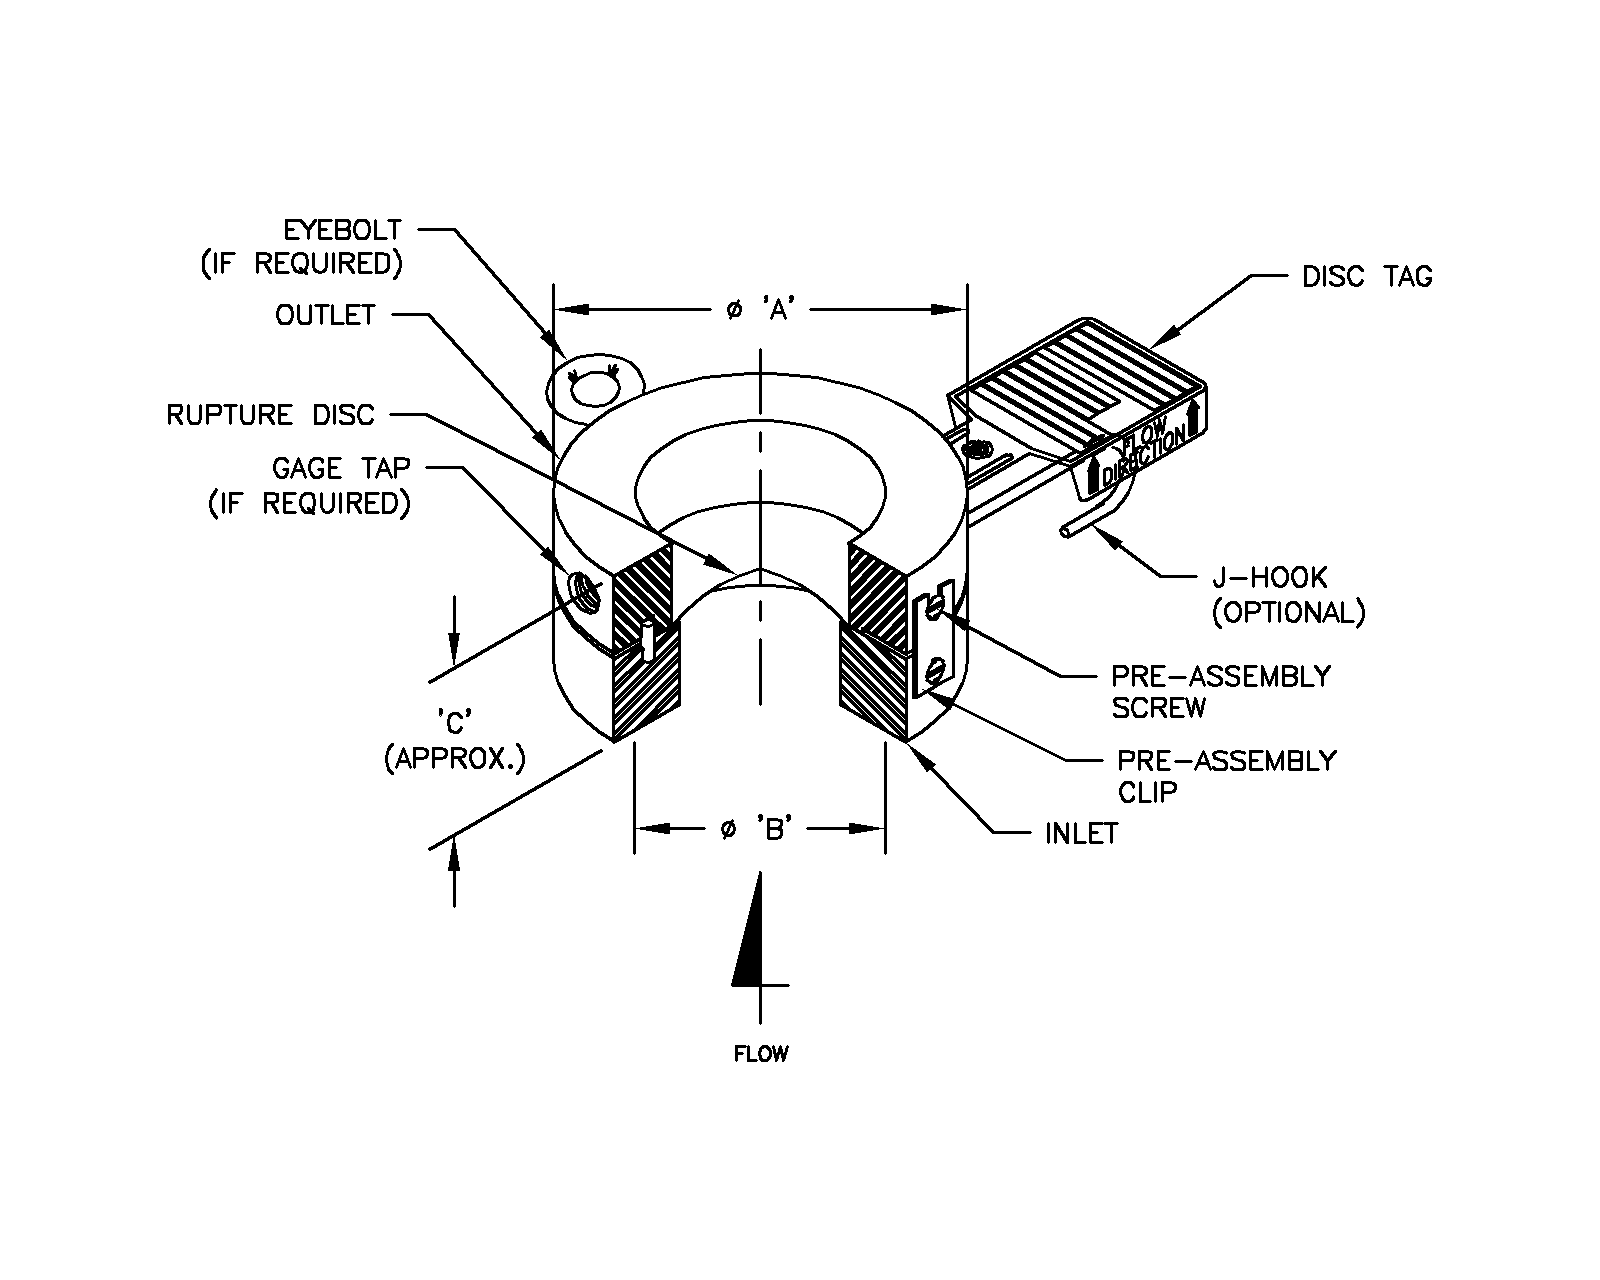 EYEBOLT
(IF REQUIRED)
OUTLET
RUPTURE DISC
GAGE TAP
(IF REQUIRED)
ø 'A'
DISC TAG
FLOW
DIRECTION
J-HOOK
(OPTIONAL)
PRE-ASSEMBLY
SCREW
PRE-ASSEMBLY
CLIP
INLET
'C'
(APPROX.)
ø 'B'
FLOW